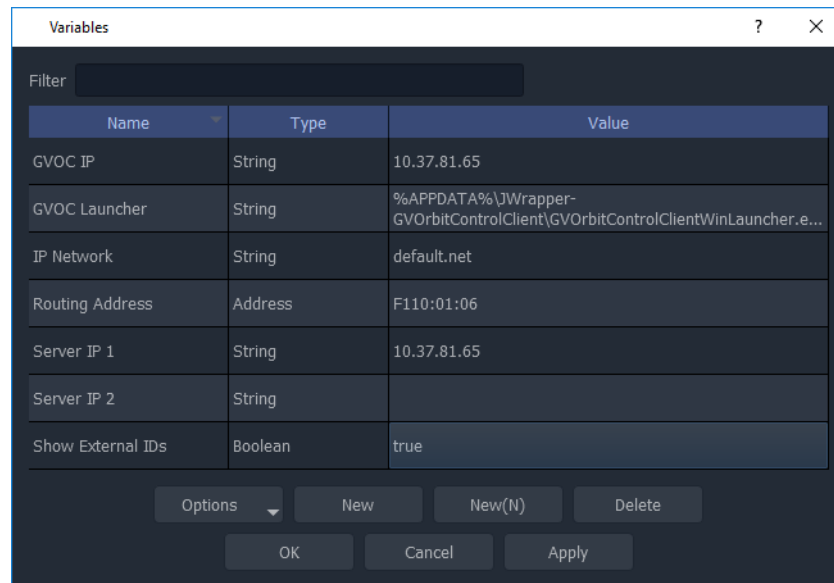 Variables
?
Filter
Name Type Value
GVOC IP String 10.37.81.65
GVOC Launcher String %APPDATA%\JWrapper-
GVOrbitControlClient\GVOrbitControlClientWinLauncher.e...
IP Network String default.net
Routing Address Address F110:01:06
Server IP 1 String 10.37.81.65
Server IP 2 String
Show External IDs Boolean true
Options New New(N) Delete
OK Cancel Apply